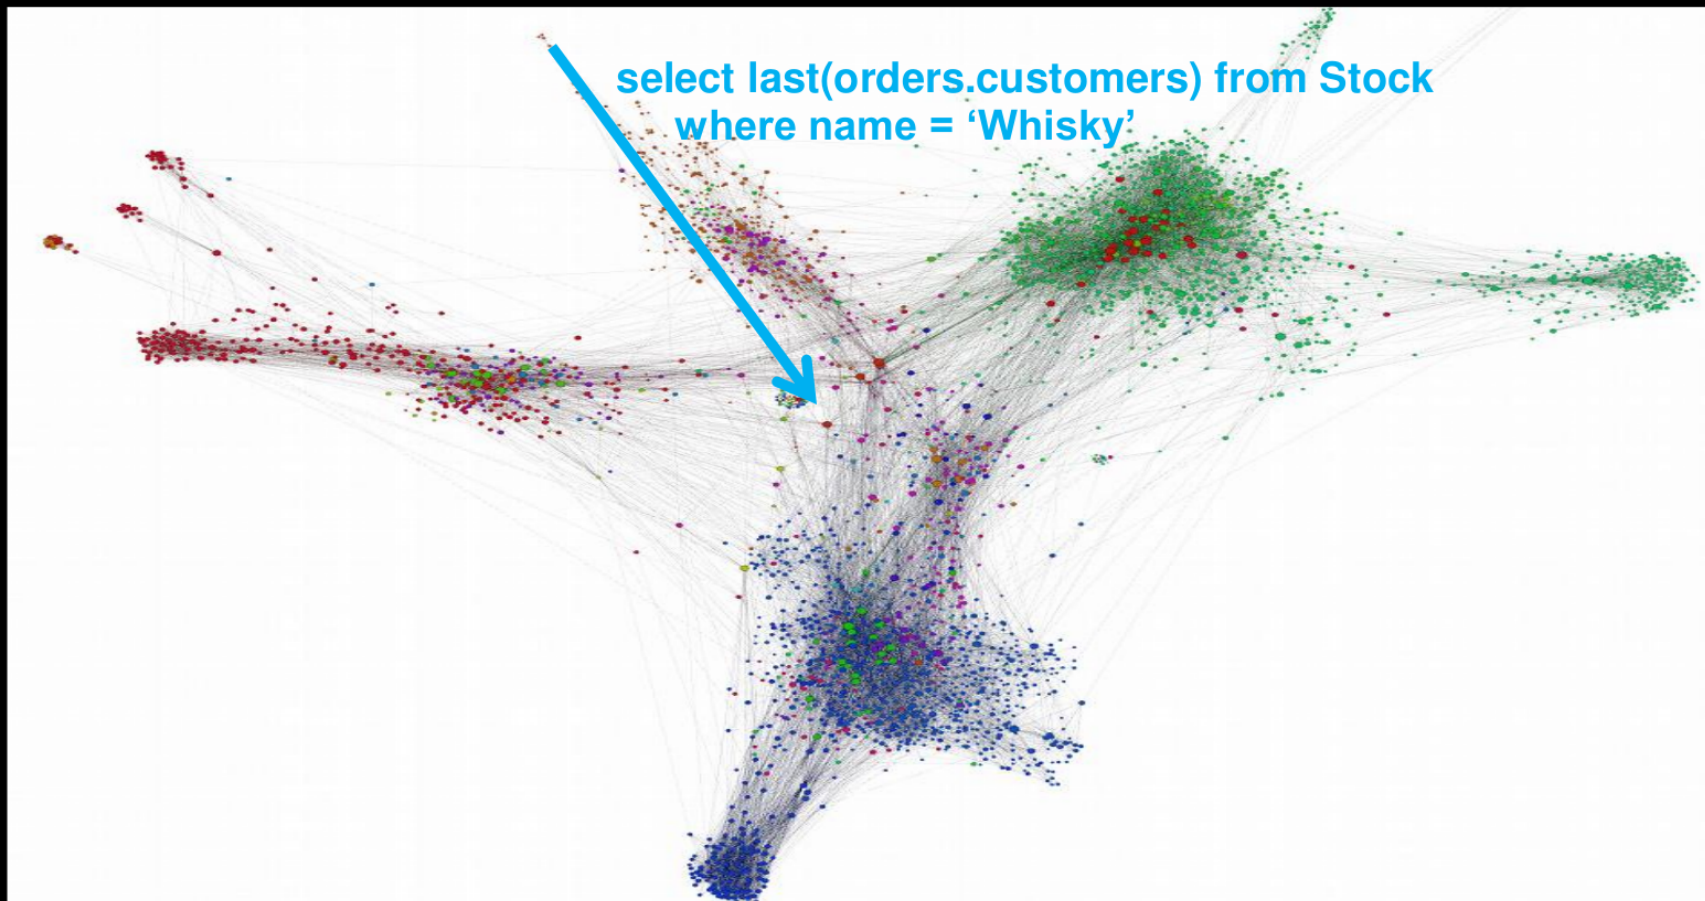 select last(orders.customers) from Stock
where name = ‘Whisky’